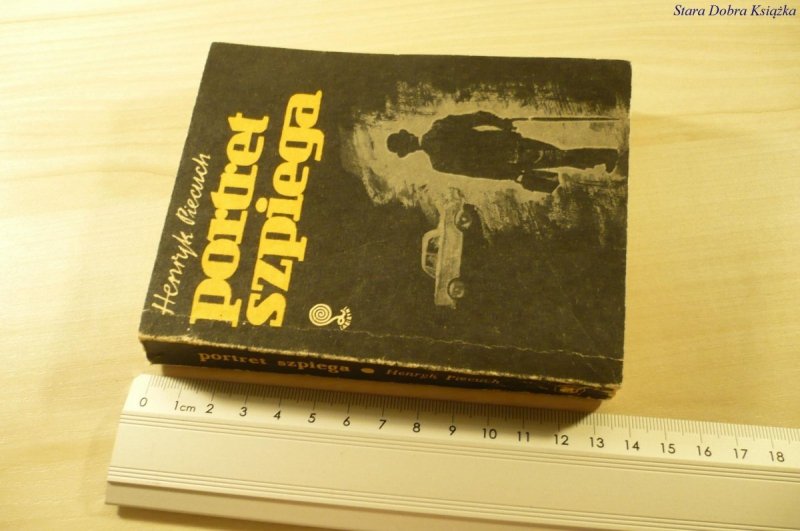 Stara Dobra Książka
Henryk Piecuch
portret
szpiega
portret szpiega • Henryk Piecuch
0 1cm 2 3 4 5 6 7 8 9 10 11 12 13 14 15 16 17 18